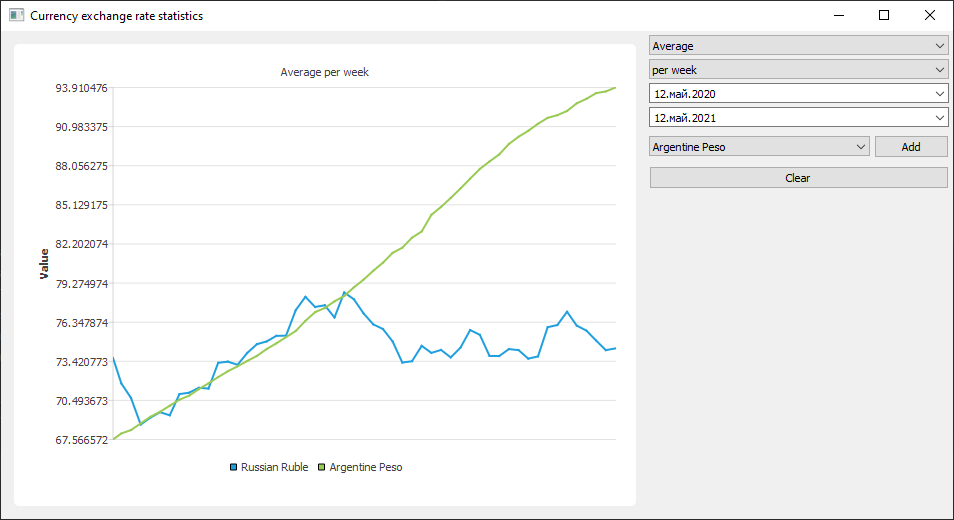 Currency exchange rate statistics
Average per week
93.910476
90.983375
88.056275
85.129175
82.202074
79.274974
76.347874
73.420773
70.493673
67.566572
Value
Russian Ruble
Argentine Peso
Average
per week
12.май.2020
12.май.2021
Argentine Peso
Add
Clear